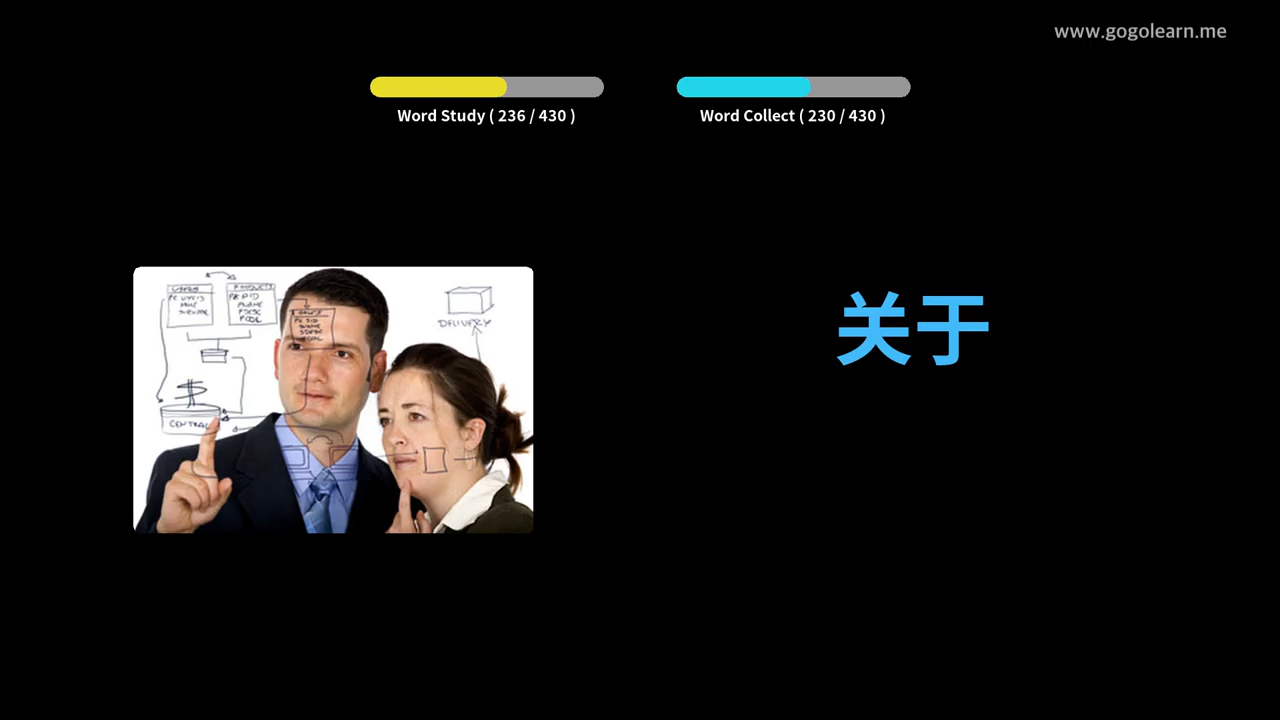 www.gogolearn.me
Word Study ( 236 / 430 )
Word Collect ( 230 / 430 )
关于
DELIVERY
CENTRAL